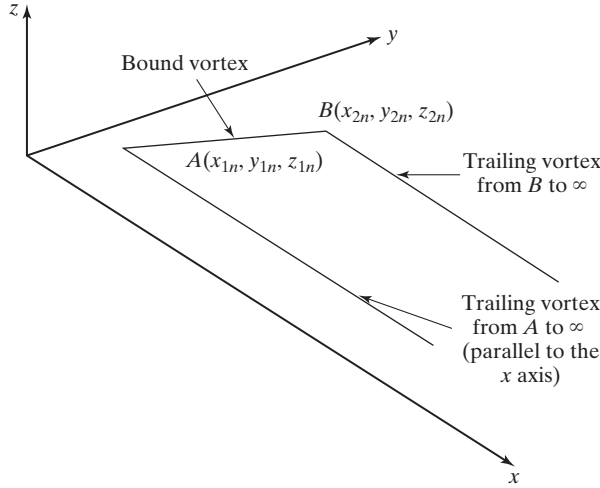 z
y
Bound vortex
B(x₂ₙ, y₂ₙ, z₂ₙ)
A(x₁ₙ, y₁ₙ, z₁ₙ)
Trailing vortex
from B to ∞
Trailing vortex
from A to ∞
(parallel to the
x axis)
x